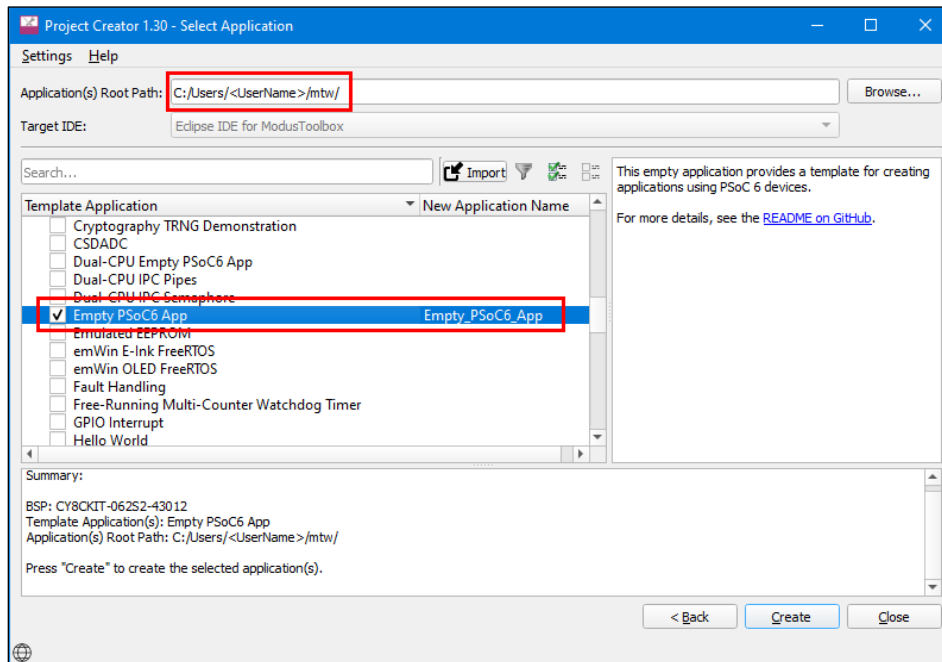 Project Creator 1.30 - Select Application
Settings Help
Application(s) Root Path: C:/Users/<UserName>/mtw/ Browse...
Target IDE: Eclipse IDE for ModusToolbox
Search... Import
Template Application New Application Name
Cryptography TRNG Demonstration
CSDADC
Dual-CPU Empty PSoC6 App
Dual-CPU IPC Pipes
Dual-CPU IPC Semaphore
Empty PSoC6 App Empty_PSoC6_App
Emulated EEPROM
emWin E-Ink FreeRTOS
emWin OLED FreeRTOS
Fault Handling
Free-Running Multi-Counter Watchdog Timer
GPIO Interrupt
Hello World
This empty application provides a template for creating
applications using PSoC 6 devices.
For more details, see the README on GitHub.
Summary:
BSP: CY8CKIT-062S2-43012
Template Application(s): Empty PSoC6 App
Application(s) Root Path: C:/Users/<UserName>/mtw/
Press "Create" to create the selected application(s).
< Back Create Close